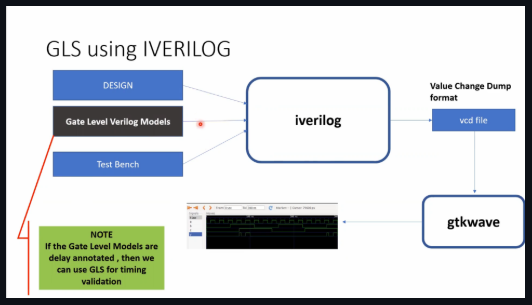 GLS using IVERILOG
DESIGN
Gate Level Verilog Models
Test Bench
iverilog
Value Change Dump
format
vcd file
gtkwave
NOTE
If the Gate Level Models are
delay annotated , then we
can use GLS for timing
validation